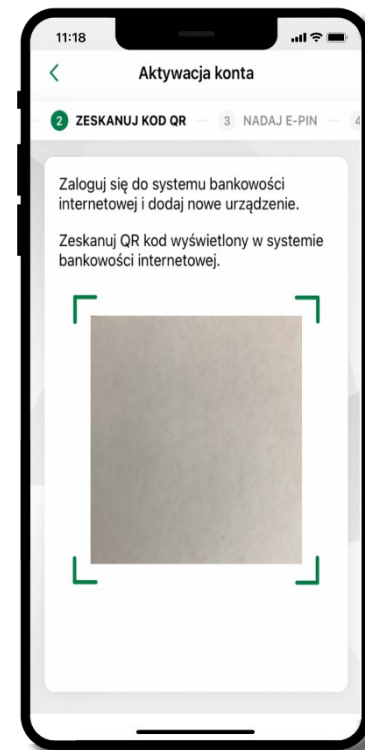 11:18
Aktywacja konta
2 ZESKANUJ KOD QR 3 NADAJ E-PIN 4
Zaloguj się do systemu bankowości
internetowej i dodaj nowe urządzenie.
Zeskanuj QR kod wyświetlony w systemie
bankowości internetowej.